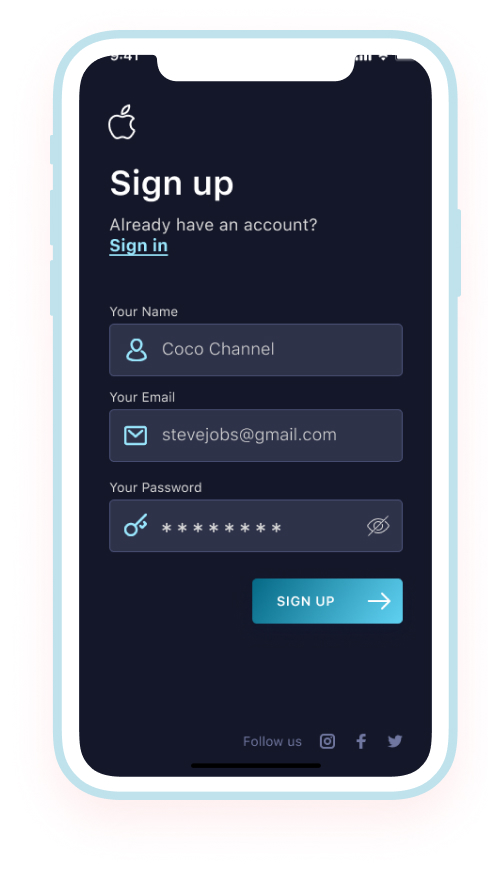 9:41
Sign up
Already have an account?
Sign in
Your Name
Coco Channel
Your Email
stevejobs@gmail.com
Your Password
********
SIGN UP
Follow us